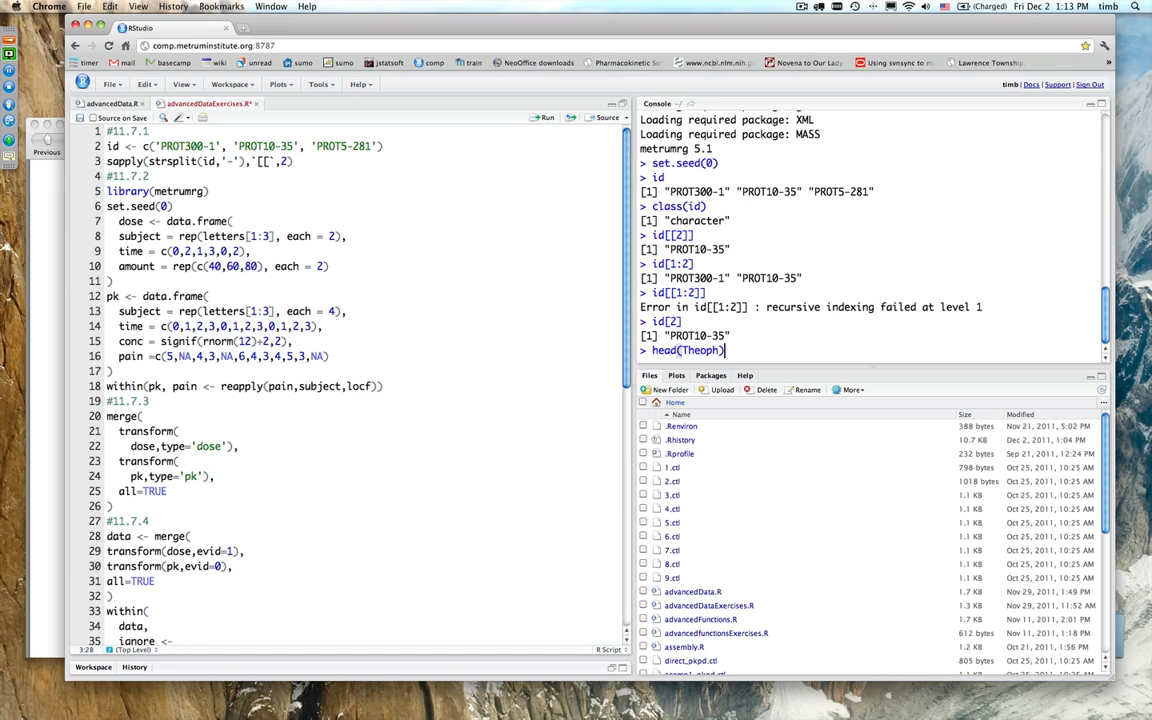 Chrome File Edit View History Bookmarks Window Help (Charged) Fri Dec 2 1:13 PM timb
RStudio
comp.metruminstitute.org:8787
timer mail basecamp wiki unread sumo sumo jstatsoft comp train NeoOffice downloads Pharmacokinetic So www.ncbi.nlm.nih.g Novena to Our Lady Using svnsync to m Lawrence Township, »
File Edit View Workspace Plots Tools Help timb | Docs | Support | Sign Out
advancedData.R advancedDataExercises.R*
Source on Save Run Source
1 #11.7.1
2 id <- c('PROT300-1', 'PROT10-35', 'PROT5-281')
3 sapply(strsplit(id,'-'),`[[`,2)
4 #11.7.2
5 library(metrumrg)
6 set.seed(0)
7 dose <- data.frame(
8 subject = rep(letters[1:3], each = 2),
9 time = c(0,2,1,3,0,2),
10 amount = rep(c(40,60,80), each = 2)
11 )
12 pk <- data.frame(
13 subject = rep(letters[1:3], each = 4),
14 time = c(0,1,2,3,0,1,2,3,0,1,2,3),
15 conc = signif(rnorm(12)+2,2),
16 pain =c(5,NA,4,3,NA,6,4,3,4,5,3,NA)
17 )
18 within(pk, pain <- reapply(pain,subject,locf))
19 #11.7.3
20 merge(
21 transform(
22 dose,type='dose'),
23 transform(
24 pk,type='pk'),
25 all=TRUE
26 )
27 #11.7.4
28 data <- merge(
29 transform(dose,evid=1),
30 transform(pk,evid=0),
31 all=TRUE
32 )
33 within(
34 data,
35 ignore <-
3:28 (Top Level) R Script
Workspace History
Console ~/
Loading required package: XML
Loading required package: MASS
metrumrg 5.1
> set.seed(0)
> id
[1] "PROT300-1" "PROT10-35" "PROT5-281"
> class(id)
[1] "character"
> id[[2]]
[1] "PROT10-35"
> id[1:2]
[1] "PROT300-1" "PROT10-35"
> id[[1:2]]
Error in id[[1:2]] : recursive indexing failed at level 1
> id[2]
[1] "PROT10-35"
> head(Theoph)
Files Plots Packages Help
New Folder Upload Delete Rename More
Home
Name Size Modified
.Renviron 388 bytes Nov 21, 2011, 5:02 PM
.Rhistory 10.7 KB Dec 2, 2011, 1:04 PM
.Rprofile 232 bytes Sep 21, 2011, 12:24 PM
1.ctl 798 bytes Oct 25, 2011, 10:25 AM
2.ctl 1018 bytes Oct 25, 2011, 10:25 AM
3.ctl 1.1 KB Oct 25, 2011, 10:25 AM
4.ctl 1.1 KB Oct 25, 2011, 10:25 AM
5.ctl 1.1 KB Oct 25, 2011, 10:25 AM
6.ctl 1.1 KB Oct 25, 2011, 10:25 AM
7.ctl 1.1 KB Oct 25, 2011, 10:25 AM
8.ctl 1.1 KB Oct 25, 2011, 10:25 AM
9.ctl 1.1 KB Oct 25, 2011, 10:25 AM
advancedData.R 1.2 KB Nov 29, 2011, 1:49 PM
advancedDataExercises.R 1.3 KB Nov 29, 2011, 11:52 AM
advancedFunctions.R 1.7 KB Nov 11, 2011, 2:01 PM
advancedfunctionsExercises.R 612 bytes Nov 11, 2011, 1:18 PM
assembly.R 1.2 KB Oct 21, 2011, 1:56 PM
direct_pkpd.ctl 805 bytes Oct 25, 2011, 10:25 AM
1.1 KB Oct 25, 2011, 10:25 AM
Previous